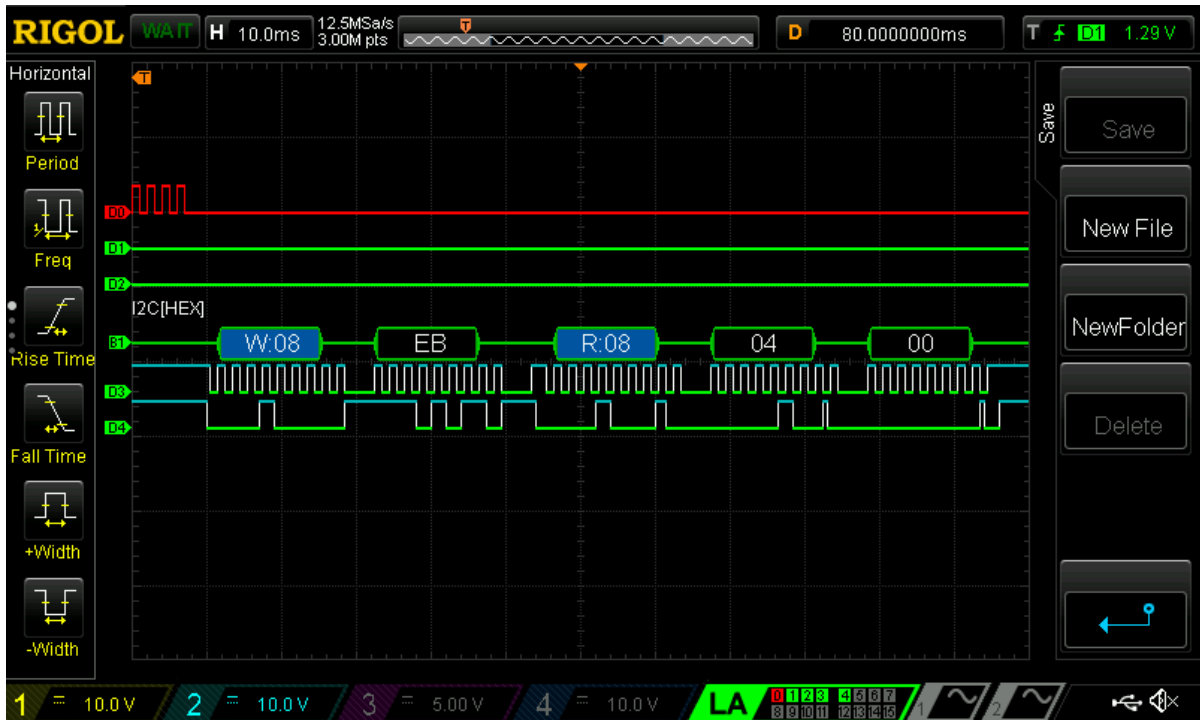 RIGOL WAIT H 10.0ms 12.5MSa/s D 80.0000000ms T D1 1.29 V
3.00M pts
Horizontal
T
Save
Save
Period
New File
Freq
NewFolder
Rise Time
Delete
Fall Time
+Width
-Width
D0
D1
D2
I2C[HEX]
B1 W:08 EB R:08 04 00
D3
D4
1 = 10.0 V 2 = 10.0 V 3 = 5.00 V 4 = 10.0 V LA 0 1 2 3 4 5 6 7
8 9 10 11 12 13 14 15
1 2